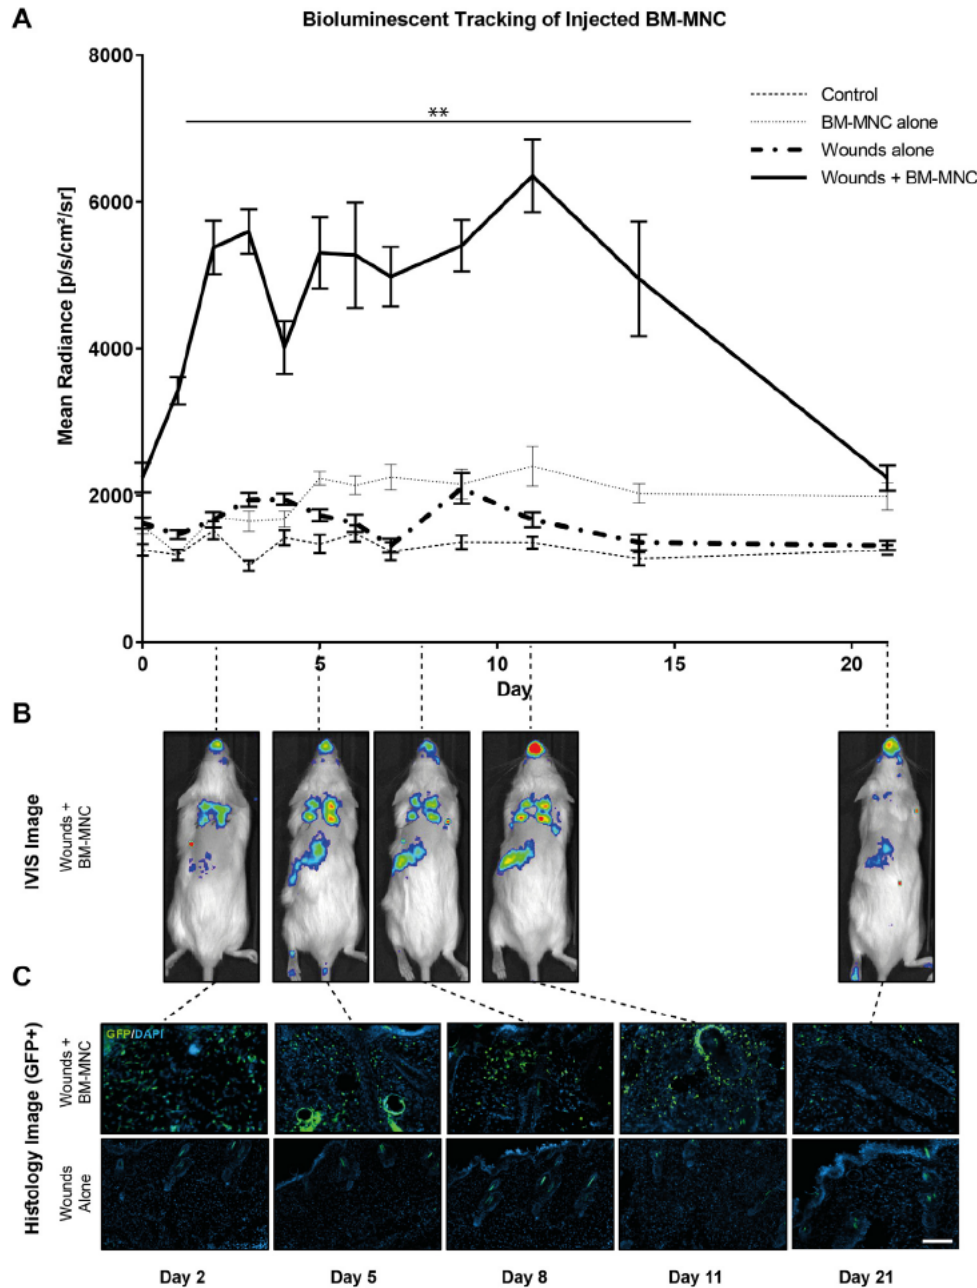 A
Bioluminescent Tracking of Injected BM-MNC
8000
6000
4000
2000
0
Mean Radiance [p/s/cm²/sr]
**
Control
BM-MNC alone
Wounds alone
Wounds + BM-MNC
0
5
10
15
20
Day
B
IVIS Image
Wounds +
BM-MNC
C
Histology Image (GFP+)
Wounds +
BM-MNC
GFP/DAPI
Wounds
Alone
Day 2
Day 5
Day 8
Day 11
Day 21